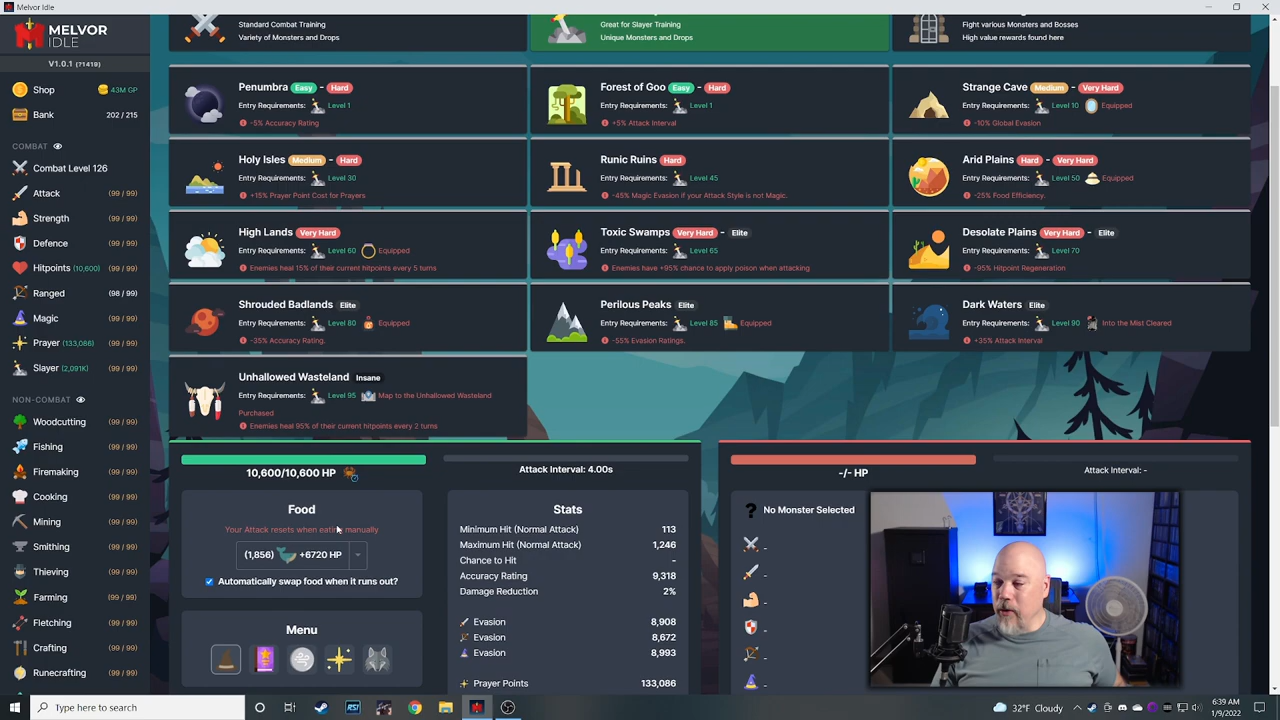 Melvor Idle
MELVOR
IDLE
V1.0.1 (?1419)
Shop
43M GP
Bank
202 / 215
COMBAT
Combat Level 126
Attack (99 / 99)
Strength (99 / 99)
Defence (99 / 99)
Hitpoints (10,600) (99 / 99)
Ranged (98 / 99)
Magic (99 / 99)
Prayer (133,086) (99 / 99)
Slayer (2,091K) (99 / 99)
NON-COMBAT
Woodcutting (99 / 99)
Fishing (99 / 99)
Firemaking (99 / 99)
Cooking (99 / 99)
Mining (99 / 99)
Smithing (99 / 99)
Thieving (99 / 99)
Farming (99 / 99)
Fletching (99 / 99)
Crafting (99 / 99)
Runecrafting (99 / 99)
Standard Combat Training
Variety of Monsters and Drops
Great for Slayer Training
Unique Monsters and Drops
Fight various Monsters and Bosses
High value rewards found here
Penumbra Easy - Hard
Entry Requirements: Level 1
-5% Accuracy Rating
Forest of Goo Easy - Hard
Entry Requirements: Level 1
+5% Attack Interval
Strange Cave Medium - Very Hard
Entry Requirements: Level 10 Equipped
-10% Global Evasion
Holy Isles Medium - Hard
Entry Requirements: Level 30
+15% Prayer Point Cost for Prayers
Runic Ruins Hard
Entry Requirements: Level 45
-45% Magic Evasion if your Attack Style is not Magic.
Arid Plains Hard - Very Hard
Entry Requirements: Level 50 Equipped
-25% Food Efficiency.
High Lands Very Hard
Entry Requirements: Level 60 Equipped
Enemies heal 15% of their current hitpoints every 5 turns
Toxic Swamps Very Hard - Elite
Entry Requirements: Level 65
Enemies have +95% chance to apply poison when attacking
Desolate Plains Very Hard - Elite
Entry Requirements: Level 70
-95% Hitpoint Regeneration
Shrouded Badlands Elite
Entry Requirements: Level 80 Equipped
-35% Accuracy Rating.
Perilous Peaks Elite
Entry Requirements: Level 85 Equipped
-55% Evasion Ratings.
Dark Waters Elite
Entry Requirements: Level 90 Into the Mist Cleared
+35% Attack Interval
Unhallowed Wasteland Insane
Entry Requirements: Level 95 Map to the Unhallowed Wasteland
Purchased
Enemies heal 95% of their current hitpoints every 2 turns
10,600/10,600 HP
Attack Interval: 4.00s
Food
Your Attack resets when eating manually
(1,856) +6720 HP
Automatically swap food when it runs out?
Menu
Stats
Minimum Hit (Normal Attack) 113
Maximum Hit (Normal Attack) 1,246
Chance to Hit -
Accuracy Rating 9,318
Damage Reduction 2%
Evasion 8,908
Evasion 8,672
Evasion 8,993
Prayer Points 133,086
-/- HP
Attack Interval: -
? No Monster Selected
-
-
-
-
-
-
Type here to search
RSI
32°F Cloudy
6:39 AM
1/9/2022